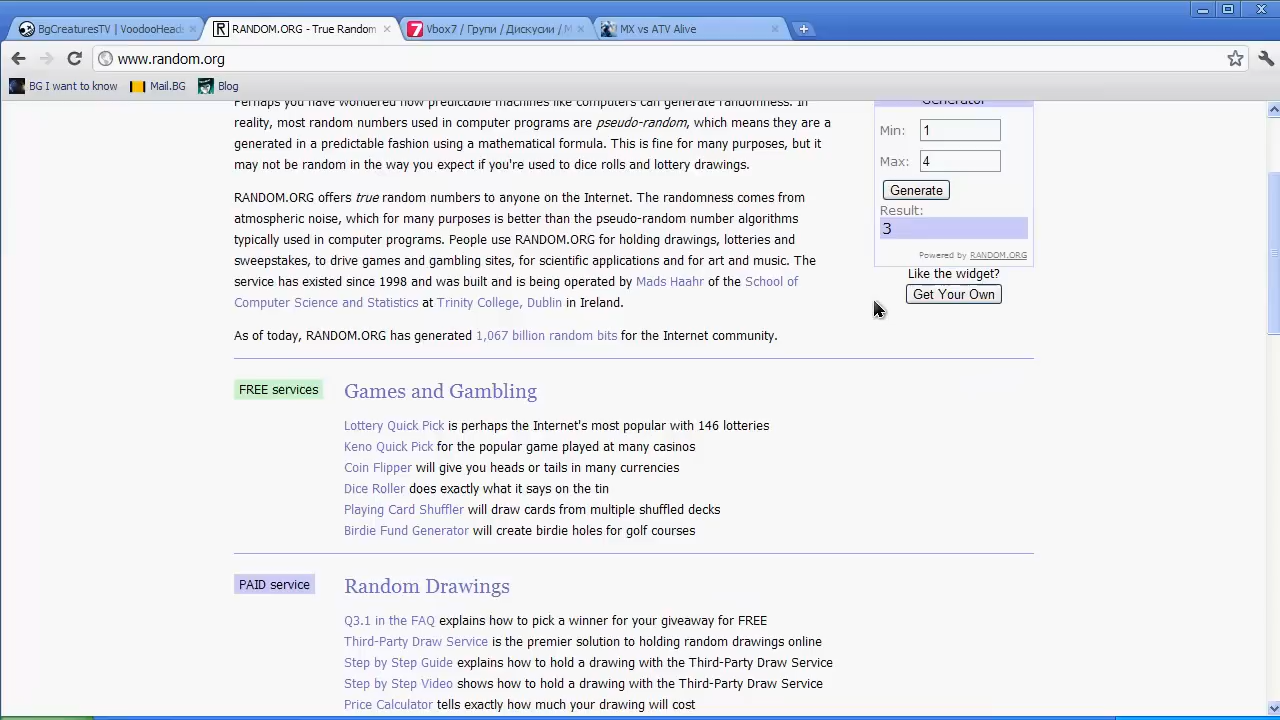 BgCreaturesTV | VoodooHead
RANDOM.ORG - True Random
Vbox7 / Групи / Дискусии / М
MX vs ATV Alive
www.random.org
BG I want to know
Mail.BG
Blog
Perhaps you have wondered how predictable machines like computers can generate randomness. In
reality, most random numbers used in computer programs are pseudo-random, which means they are a
generated in a predictable fashion using a mathematical formula. This is fine for many purposes, but it
may not be random in the way you expect if you're used to dice rolls and lottery drawings.
RANDOM.ORG offers true random numbers to anyone on the Internet. The randomness comes from
atmospheric noise, which for many purposes is better than the pseudo-random number algorithms
typically used in computer programs. People use RANDOM.ORG for holding drawings, lotteries and
sweepstakes, to drive games and gambling sites, for scientific applications and for art and music. The
service has existed since 1998 and was built and is being operated by Mads Haahr of the School of
Computer Science and Statistics at Trinity College, Dublin in Ireland.
As of today, RANDOM.ORG has generated 1,067 billion random bits for the Internet community.
Generator
Min: 1
Max: 4
Generate
Result:
3
Powered by RANDOM.ORG
Like the widget?
Get Your Own
FREE services
Games and Gambling
Lottery Quick Pick is perhaps the Internet's most popular with 146 lotteries
Keno Quick Pick for the popular game played at many casinos
Coin Flipper will give you heads or tails in many currencies
Dice Roller does exactly what it says on the tin
Playing Card Shuffler will draw cards from multiple shuffled decks
Birdie Fund Generator will create birdie holes for golf courses
PAID service
Random Drawings
Q3.1 in the FAQ explains how to pick a winner for your giveaway for FREE
Third-Party Draw Service is the premier solution to holding random drawings online
Step by Step Guide explains how to hold a drawing with the Third-Party Draw Service
Step by Step Video shows how to hold a drawing with the Third-Party Draw Service
Price Calculator tells exactly how much your drawing will cost